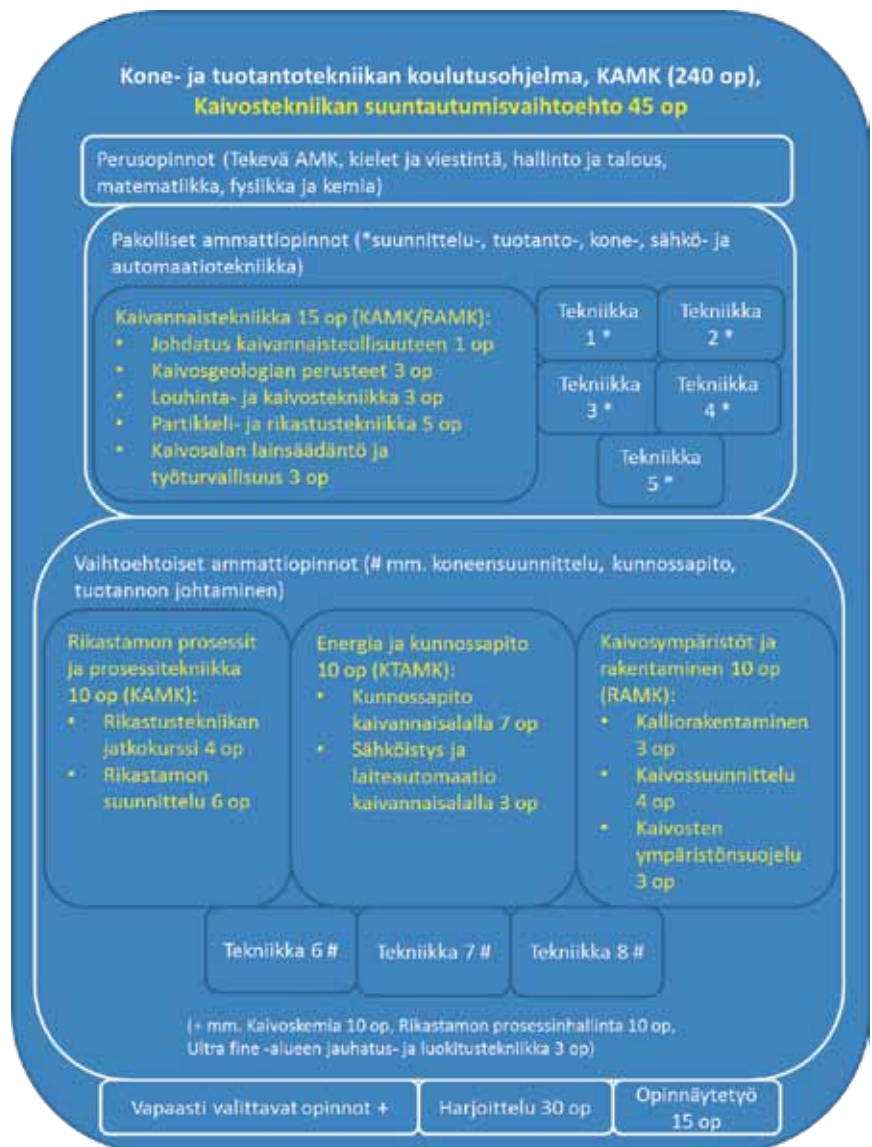 Kone- ja tuotantotekniikan koulutusohjelma, KAMK (240 op),
Kaivostekniikan suuntautumisvaihtoehto 45 op
Perusopinnot (Tekevä AMK, kielet ja viestintä, hallinto ja talous,
matematiikka, fysiikka ja kemia)
Pakolliset ammattiopinnot (*suunnittelu-, tuotanto-, kone-, sähkö- ja
automaatiotekniikka)
Kaivannaistekniikka 15 op (KAMK/RAMK):
• Johdatus kaivannaisteollisuuteen 1 op
• Kaivosgeologian perusteet 3 op
• Louhinta- ja kaivostekniikka 3 op
• Partikkeli- ja rikastustekniikka 5 op
• Kaivosalan lainsäädäntö ja
työturvallisuus 3 op
Tekniikka
1 *
Tekniikka
2 *
Tekniikka
3 *
Tekniikka
4 *
Tekniikka
5 *
Vaihtoehtoiset ammattiopinnot (# mm. koneensuunnittelu, kunnossapito,
tuotannon johtaminen)
Rikastamon prosessit
ja prosessitekniikka
10 op (KAMK):
• Rikastustekniikan
jatkokurssi 4 op
• Rikastamon
suunnittelu 6 op
Energia ja kunnossapito
10 op (KTAMK):
• Kunnossapito
kaivannaisalalla 7 op
• Sähköistys ja
laiteautomaatio
kaivannaisalalla 3 op
Kaivosympäristöt ja
rakentaminen 10 op
(RAMK):
• Kalliorakentaminen
3 op
• Kaivossuunnittelu
4 op
• Kaivosten
ympäristönsuojelu
3 op
Tekniikka 6 #
Tekniikka 7 #
Tekniikka 8 #
(+ mm. Kaivoskemia 10 op, Rikastamon prosessinhallinta 10 op,
Ultra fine -alueen jauhatus- ja luokitustekniikka 3 op)
Vapaasti valittavat opinnot +
Harjoittelu 30 op
Opinnäytetyö
15 op